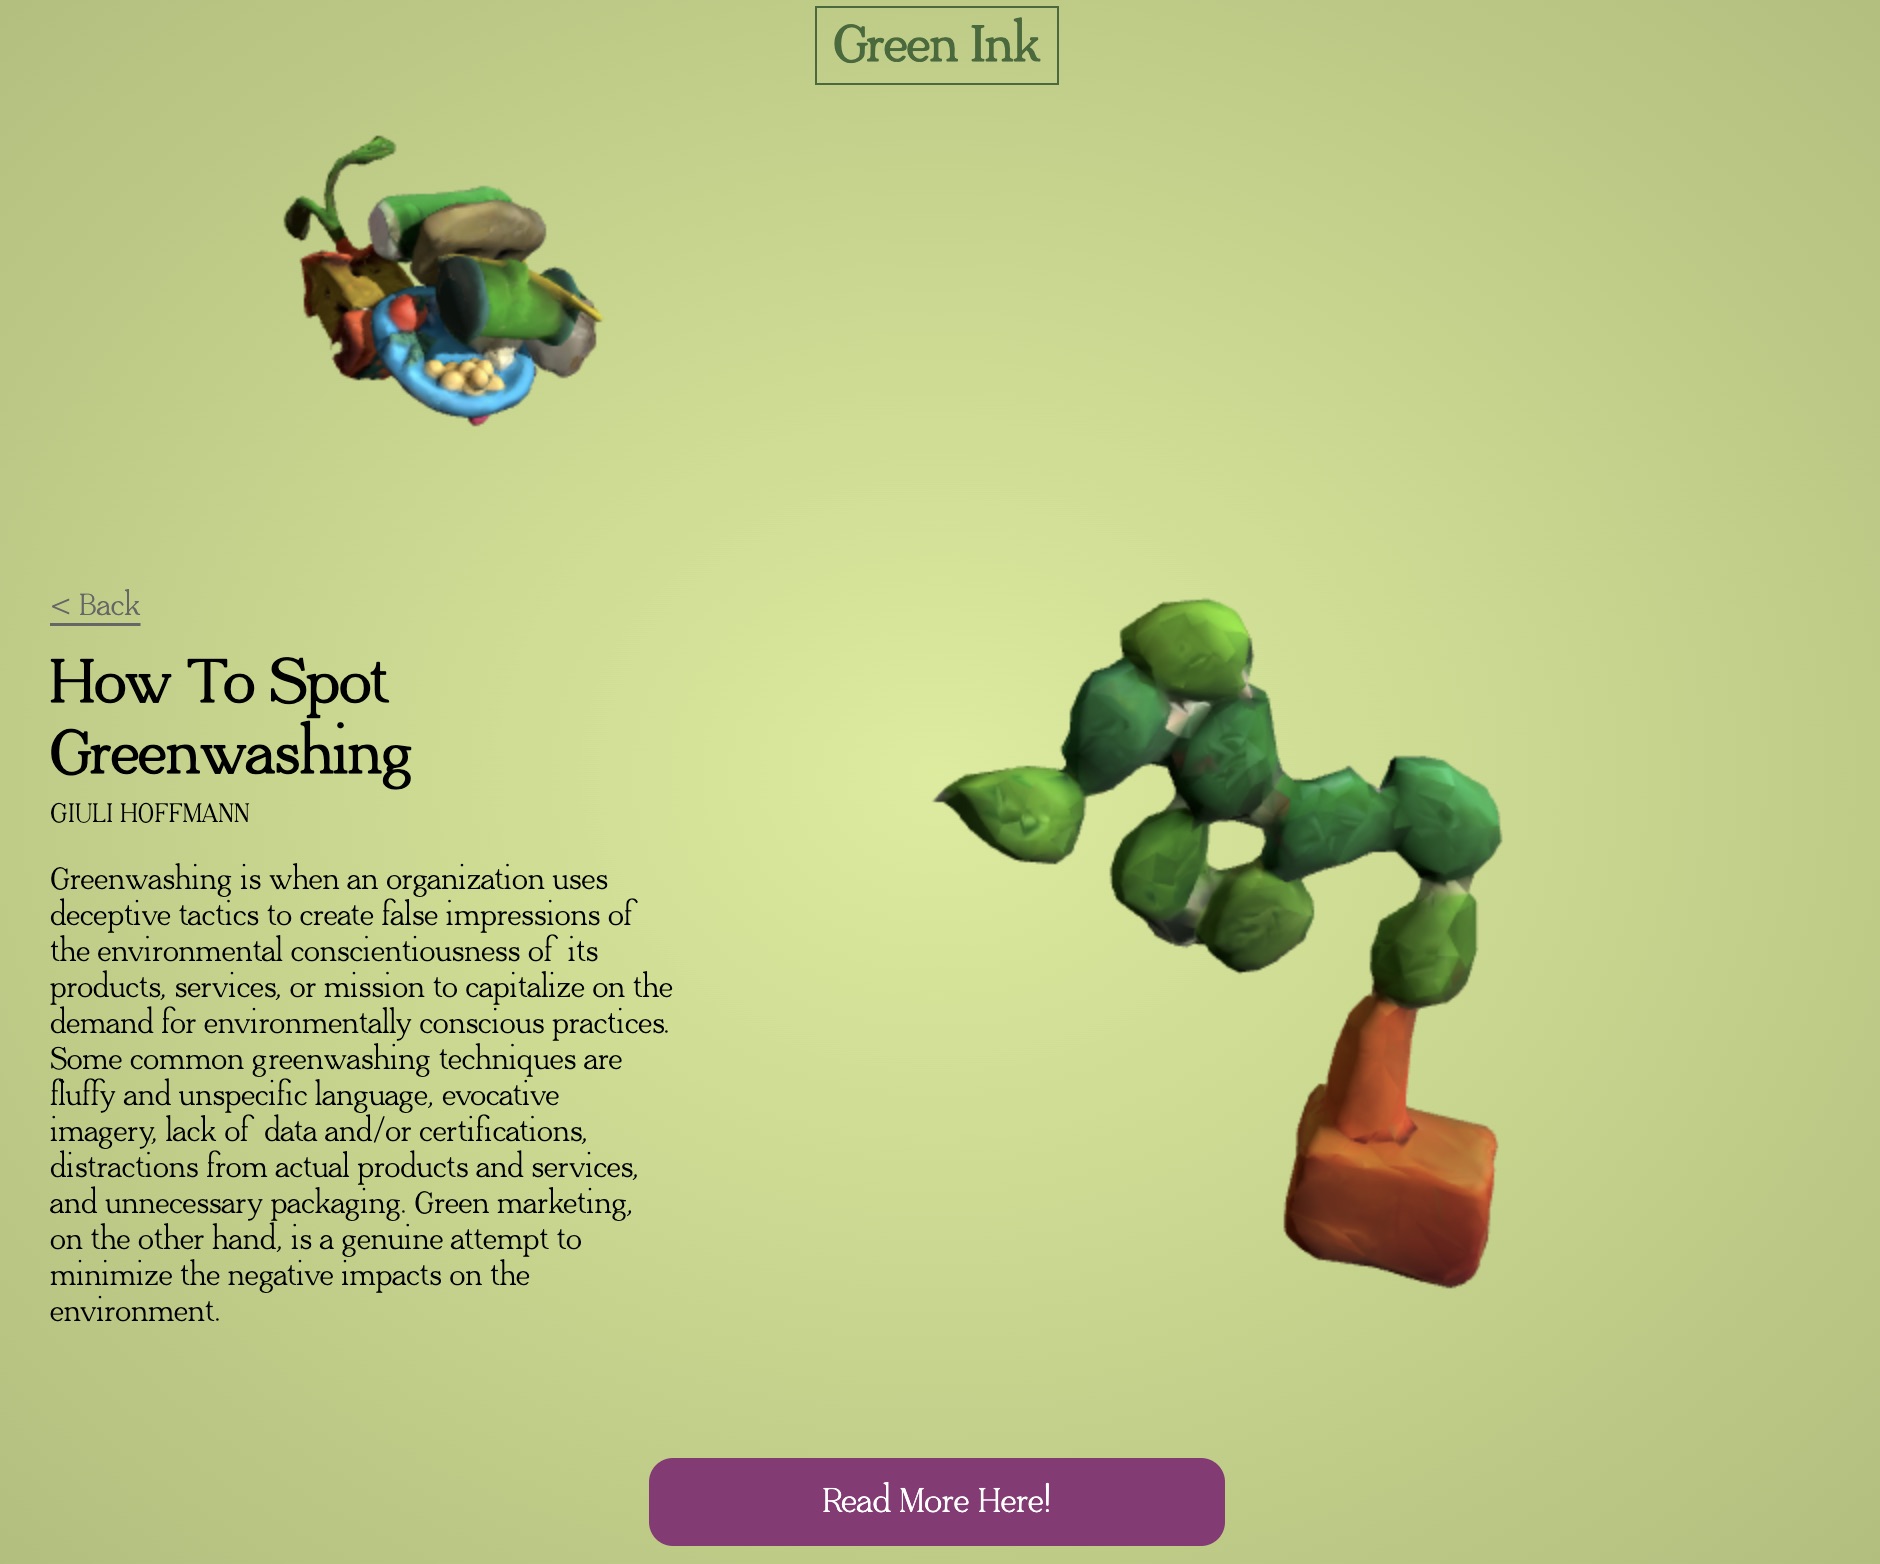 Green Ink
< Back
How To Spot
Greenwashing
GIULI HOFFMANN
Greenwashing is when an organization uses
deceptive tactics to create false impressions of
the environmental conscientiousness of its
products, services, or mission to capitalize on the
demand for environmentally conscious practices.
Some common greenwashing techniques are
fluffy and unspecific language, evocative
imagery, lack of data and/or certifications,
distractions from actual products and services,
and unnecessary packaging. Green marketing,
on the other hand, is a genuine attempt to
minimize the negative impacts on the
environment.
Read More Here!